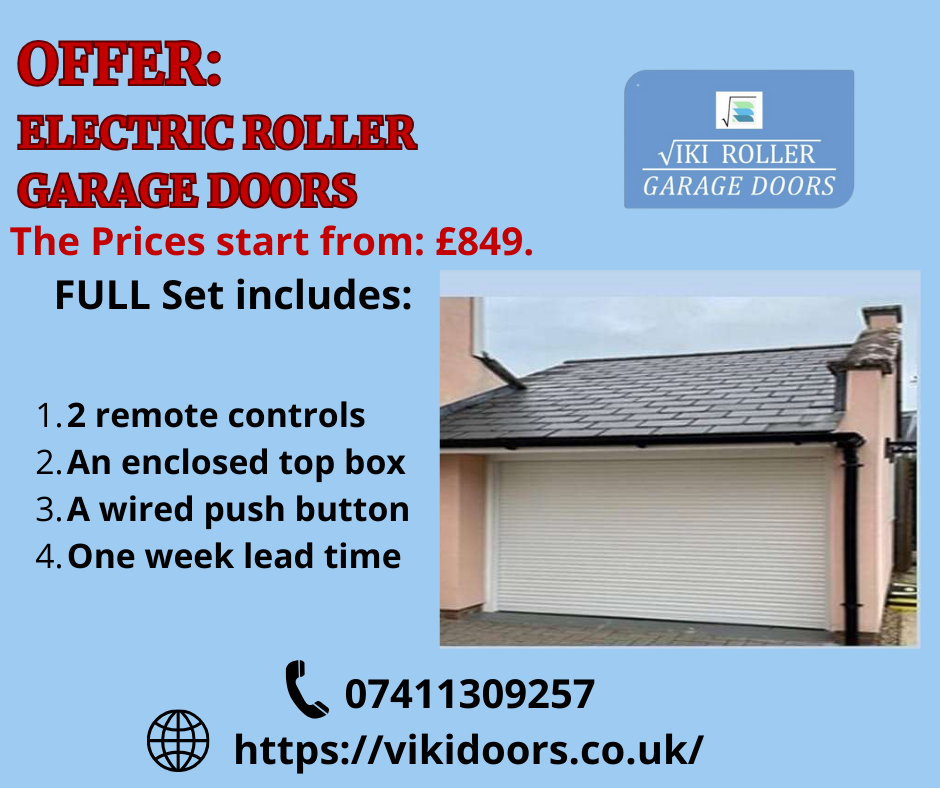 OFFER:
ELECTRIC ROLLER
GARAGE DOORS
The Prices start from: £849.
√IKI ROLLER
GARAGE DOORS
FULL Set includes:
1. 2 remote controls
2. An enclosed top box
3. A wired push button
4. One week lead time
07411309257
https://vikidoors.co.uk/